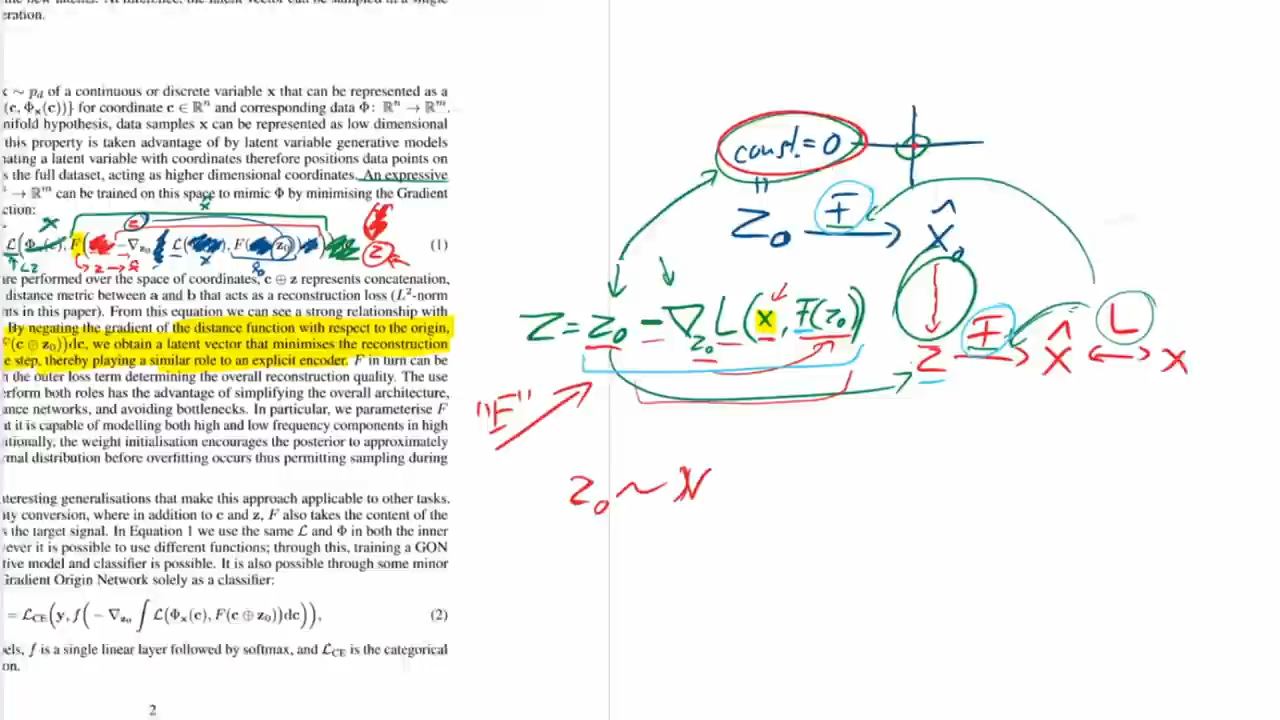 eration.
∼ p_d of a continuous or discrete variable x that can be represented as a
(c, Φ_x(c))} for coordinate c ∈ ℝⁿ and corresponding data Φ: ℝⁿ → ℝᵐ.
nifold hypothesis, data samples x can be represented as low dimensional
this property is taken advantage of by latent variable generative models
nating a latent variable with coordinates therefore positions data points on
s the full dataset, acting as higher dimensional coordinates. An expressive
→ ℝᵐ can be trained on this space to mimic Φ by minimising the Gradient
ction:
(1)
are performed over the space of coordinates, c ⊕ z represents concatenation,
distance metric between a and b that acts as a reconstruction loss (L²-norm
nts in this paper). From this equation we can see a strong relationship with
By negating the gradient of the distance function with respect to the origin,
F(c ⊕ z₀))dc, we obtain a latent vector that minimises the reconstruction
e step, thereby playing a similar role to an explicit encoder. F in turn can be
n the outer loss term determining the overall reconstruction quality. The use
erform both roles has the advantage of simplifying the overall architecture,
ance networks, and avoiding bottlenecks. In particular, we parameterise F
at it is capable of modelling both high and low frequency components in high
itionally, the weight initialisation encourages the posterior to approximately
rmal distribution before overfitting occurs thus permitting sampling during
nteresting generalisations that make this approach applicable to other tasks.
ity conversion, where in addition to c and z, F also takes the content of the
s the target signal. In Equation 1 we use the same ℒ and Φ in both the inner
ever it is possible to use different functions; through this, training a GON
tive model and classifier is possible. It is also possible through some minor
Gradient Origin Network solely as a classifier:
= ℒ_CE(y, f(− ∇_z₀ ∫ ℒ(Φ_x(c), F(c ⊕ z₀))dc)), (2)
els, f is a single linear layer followed by softmax, and ℒ_CE is the categorical
on.
2
const. = 0
z₀ F → x̂₀
z = z₀ − ∇_z₀ L(x, F(z₀))
z F → x̂ ↔ x
L
"F"
z₀ ~ N